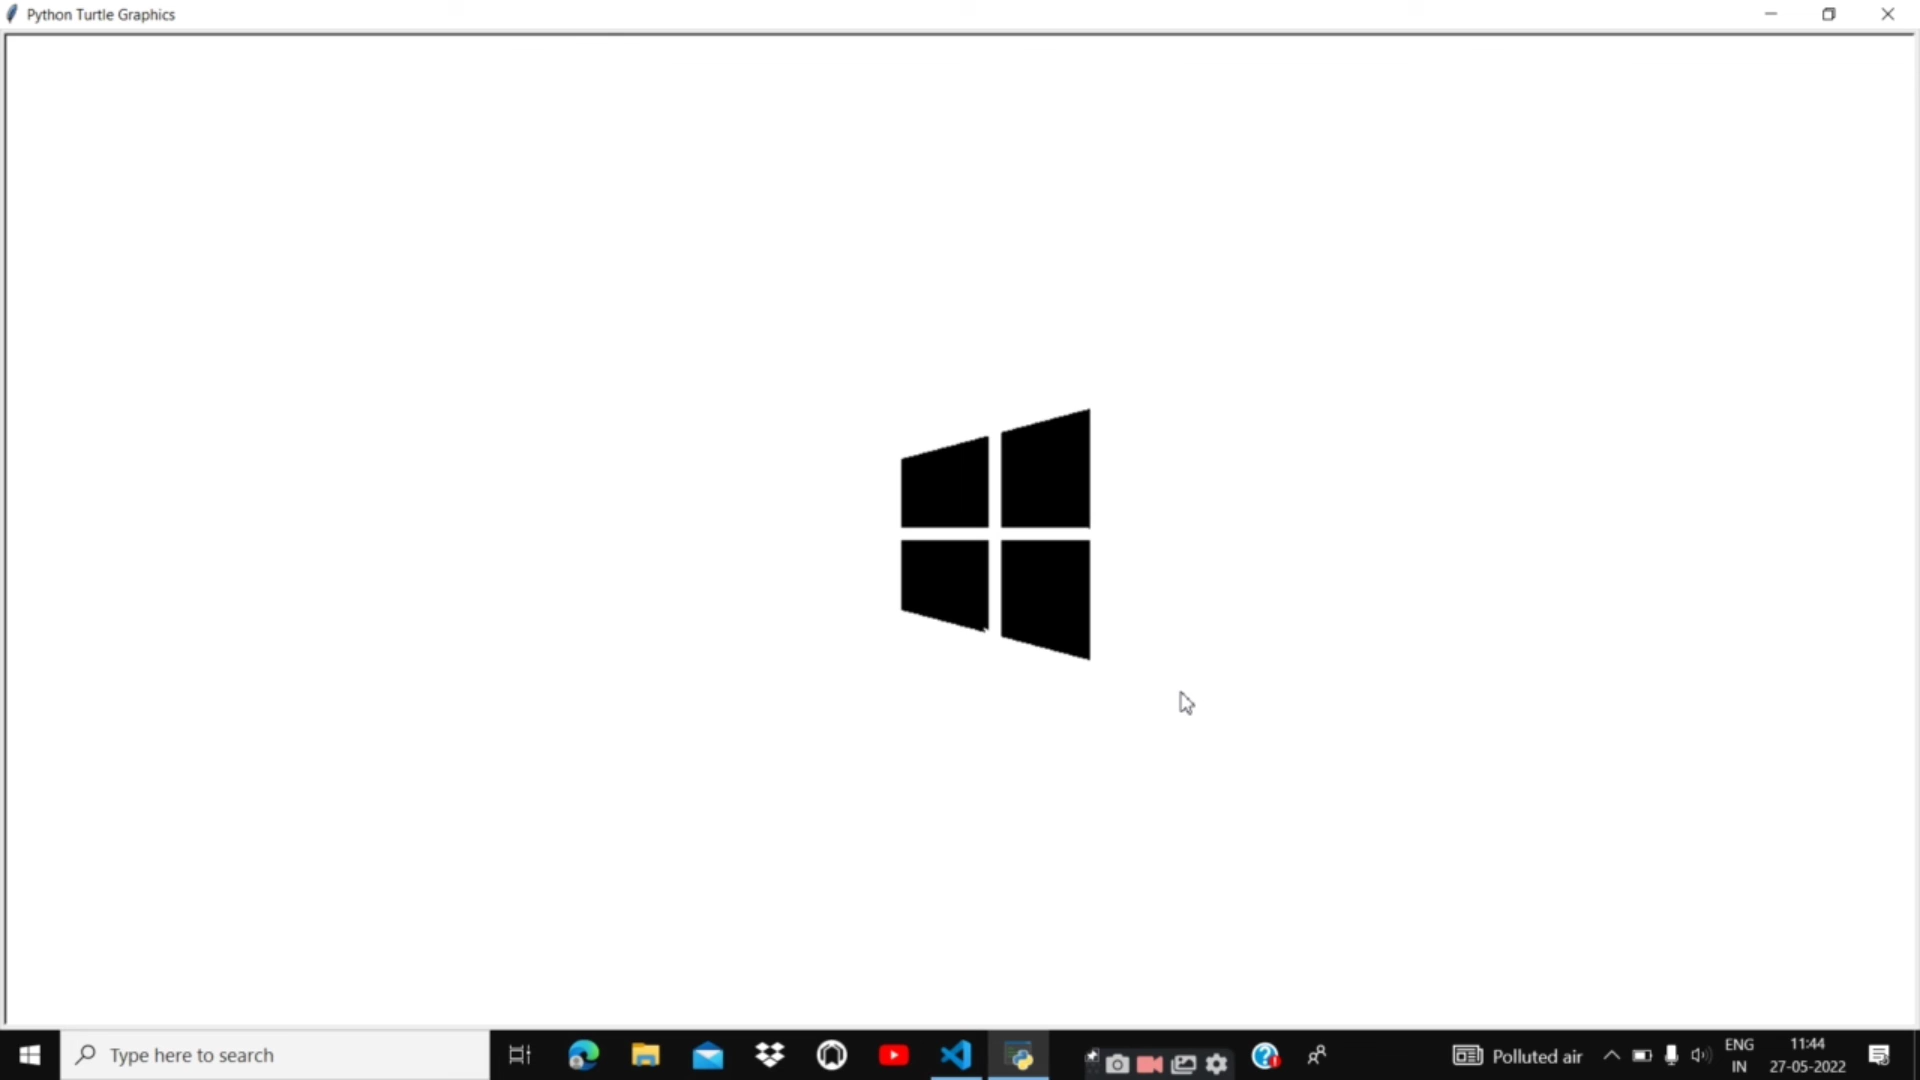 Python Turtle Graphics
Type here to search
Polluted air
ENG
IN
11:44
27-05-2022